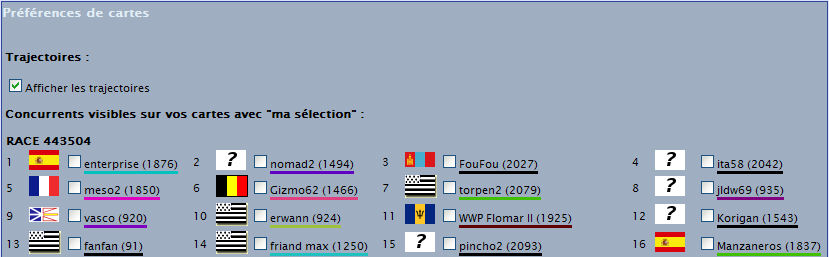 Préférences de cartes
Trajectoires :
Afficher les trajectoires
Concurrents visibles sur vos cartes avec "ma sélection" :
RACE 443504
1 enterprise (1876) 2 ? nomad2 (1494) 3 FouFou (2027) 4 ? ita58 (2042)
5 meso2 (1850) 6 Gizmo62 (1466) 7 torpen2 (2079) 8 ? jldw69 (935)
9 vasco (920) 10 erwann (924) 11 WWP Flomar II (1925) 12 ? Korigan (1543)
13 fanfan (91) 14 friand max (1250) 15 ? pincho2 (2093) 16 Manzaneros (1837)